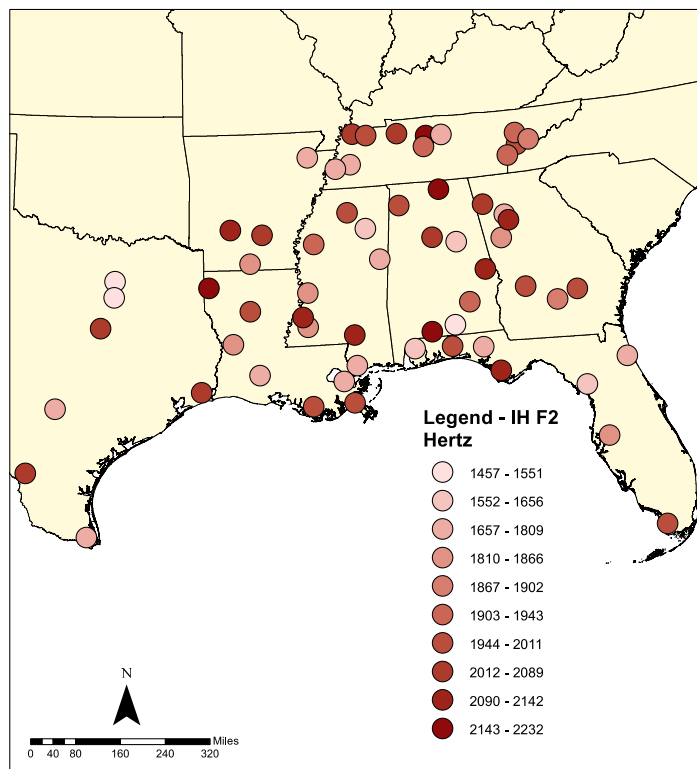 Legend - IH F2
Hertz
1457 - 1551
1552 - 1656
1657 - 1809
1810 - 1866
1867 - 1902
1903 - 1943
1944 - 2011
2012 - 2089
2090 - 2142
2143 - 2232
N
Miles
0 40 80 160 240 320